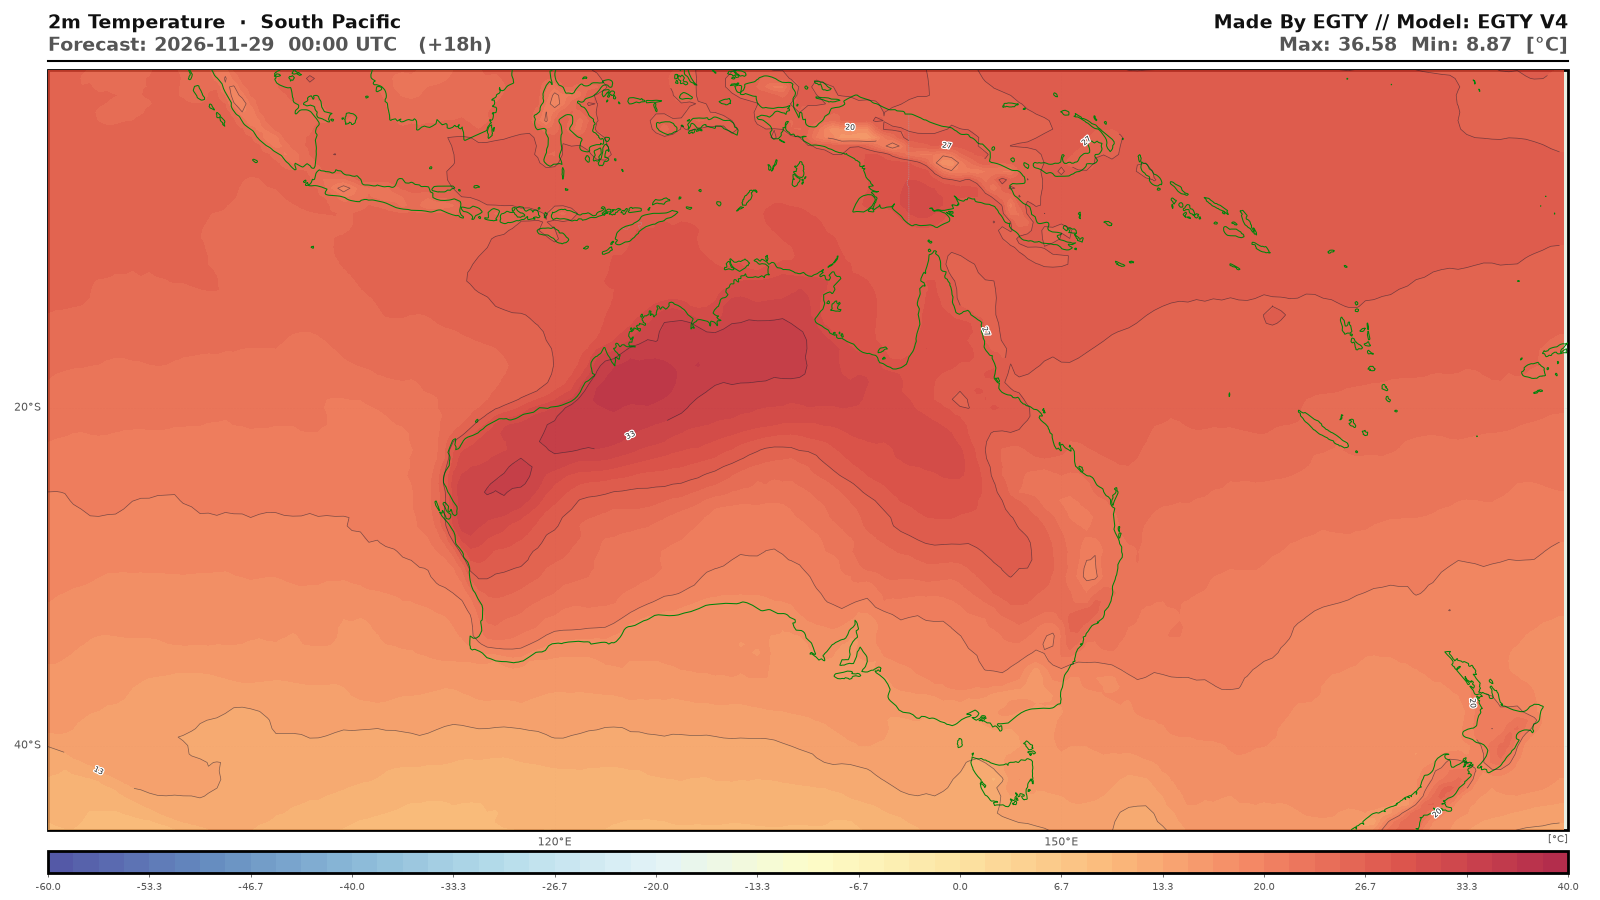 2m Temperature · South Pacific
Made By EGTY // Model: EGTY V4
Forecast: 2026-11-29 00:00 UTC (+18h)
Max: 36.58 Min: 8.87 [°C]
20
27
27
27
20°S
33
20
40°S
13
20
120°E
150°E
[°C]
-60.0
-53.3
-46.7
-40.0
-33.3
-26.7
-20.0
-13.3
-6.7
0.0
6.7
13.3
20.0
26.7
33.3
40.0